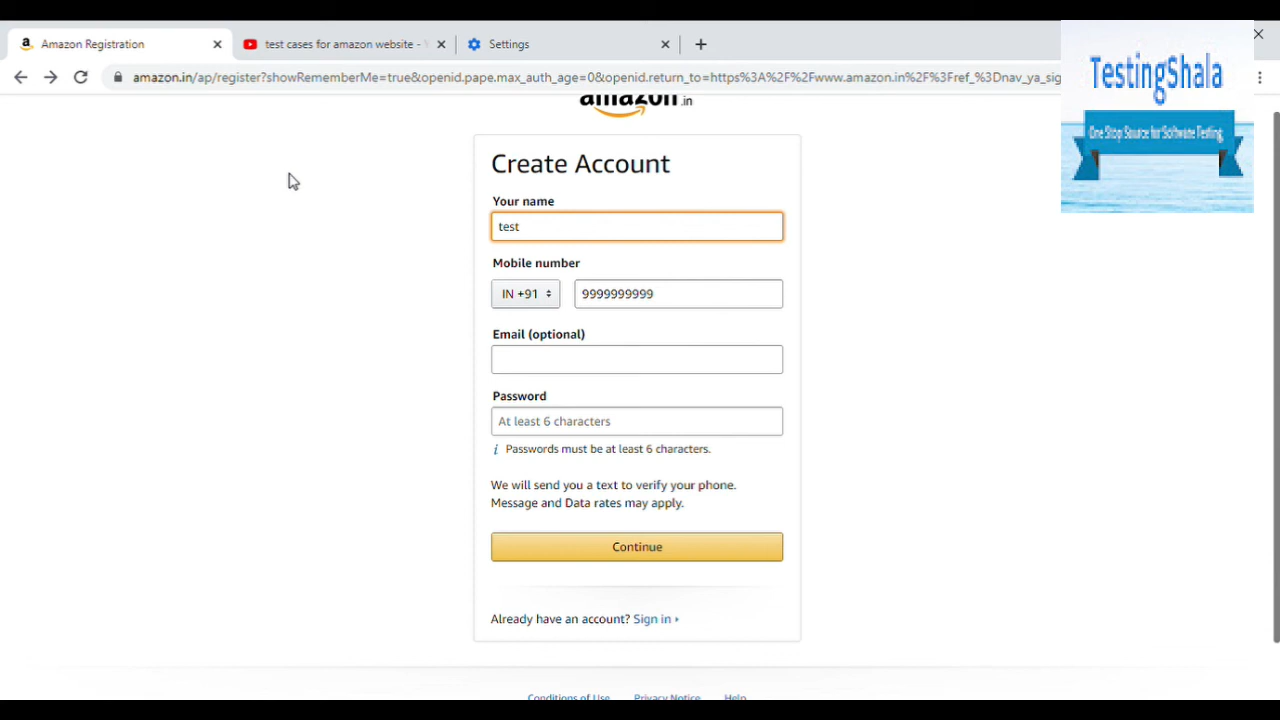 Amazon Registration
test cases for amazon website -
Settings
amazon.in/ap/register?showRememberMe=true&openid.pape.max_auth_age=0&openid.return_to=https%3A%2F%2Fwww.amazon.in%2F%3Fref_%3Dnav_ya_sig
TestingShala
One Stop Source for Software Testing
amazon.in
Create Account
Your name
test
Mobile number
IN +91
9999999999
Email (optional)
Password
At least 6 characters
i Passwords must be at least 6 characters.
We will send you a text to verify your phone.
Message and Data rates may apply.
Continue
Already have an account? Sign in
Conditions of Use Privacy Notice Help